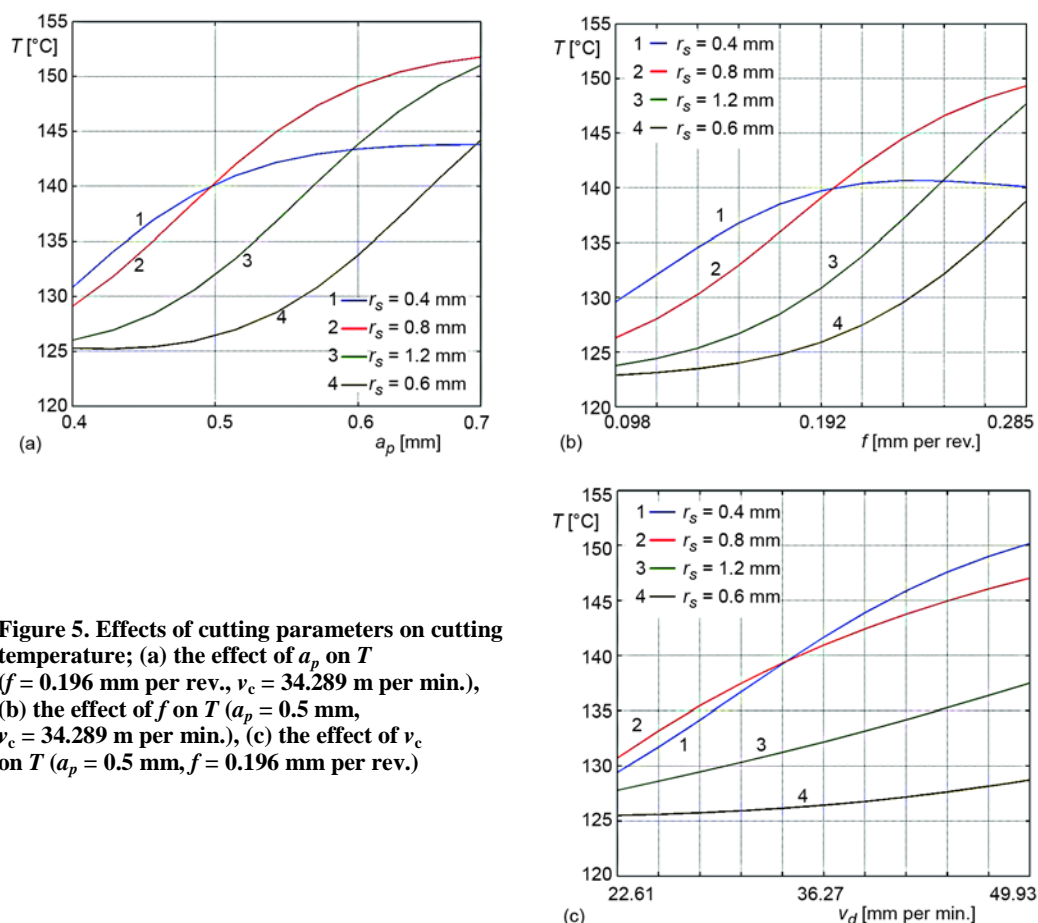 155
T [°C]
150
145
140
135
130
125
120
0.4
0.5
0.6
0.7
a_p [mm]
(a)
1
2
3
4
1 r_s = 0.4 mm
2 r_s = 0.8 mm
3 r_s = 1.2 mm
4 r_s = 0.6 mm
155
T [°C]
150
145
140
135
130
125
120
0.098
0.192
0.285
f [mm per rev.]
(b)
1 r_s = 0.4 mm
2 r_s = 0.8 mm
3 r_s = 1.2 mm
4 r_s = 0.6 mm
1
2
3
4
Figure 5. Effects of cutting parameters on cutting
temperature; (a) the effect of a_p on T
(f = 0.196 mm per rev., v_c = 34.289 m per min.),
(b) the effect of f on T (a_p = 0.5 mm,
v_c = 34.289 m per min.), (c) the effect of v_c
on T (a_p = 0.5 mm, f = 0.196 mm per rev.)
155
T [°C]
150
145
140
135
130
125
120
22.61
36.27
49.93
v_d [mm per min.]
(c)
1 r_s = 0.4 mm
2 r_s = 0.8 mm
3 r_s = 1.2 mm
4 r_s = 0.6 mm
2
1
3
4